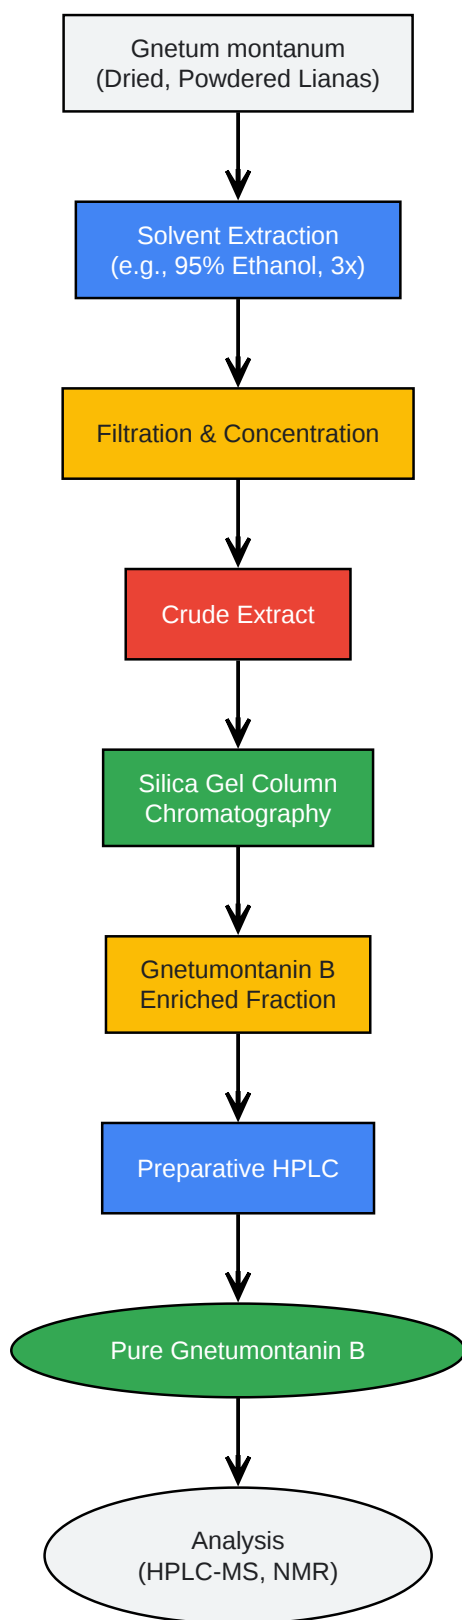 Gnetum montanum
(Dried, Powdered Lianas)
Solvent Extraction
(e.g., 95% Ethanol, 3x)
Filtration & Concentration
Crude Extract
Silica Gel Column
Chromatography
Gnetumontanin B
Enriched Fraction
Preparative HPLC
Pure Gnetumontanin B
Analysis
(HPLC-MS, NMR)